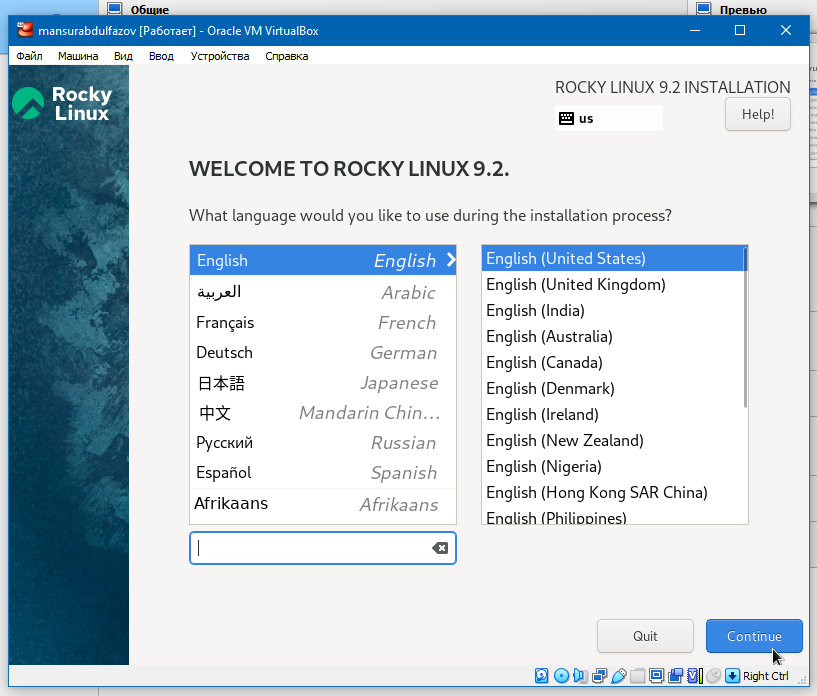 Общие
Превью
mansurabdulfazov [Работает] - Oracle VM VirtualBox
Файл Машина Вид Ввод Устройства Справка
Rocky
Linux
ROCKY LINUX 9.2 INSTALLATION
us
Help!
WELCOME TO ROCKY LINUX 9.2.
What language would you like to use during the installation process?
English English
العربية Arabic
Français French
Deutsch German
日本語 Japanese
中文 Mandarin Chin...
Русский Russian
Español Spanish
Afrikaans Afrikaans
English (United States)
English (United Kingdom)
English (India)
English (Australia)
English (Canada)
English (Denmark)
English (Ireland)
English (New Zealand)
English (Nigeria)
English (Hong Kong SAR China)
English (Philippines)
Quit
Continue
Right Ctrl